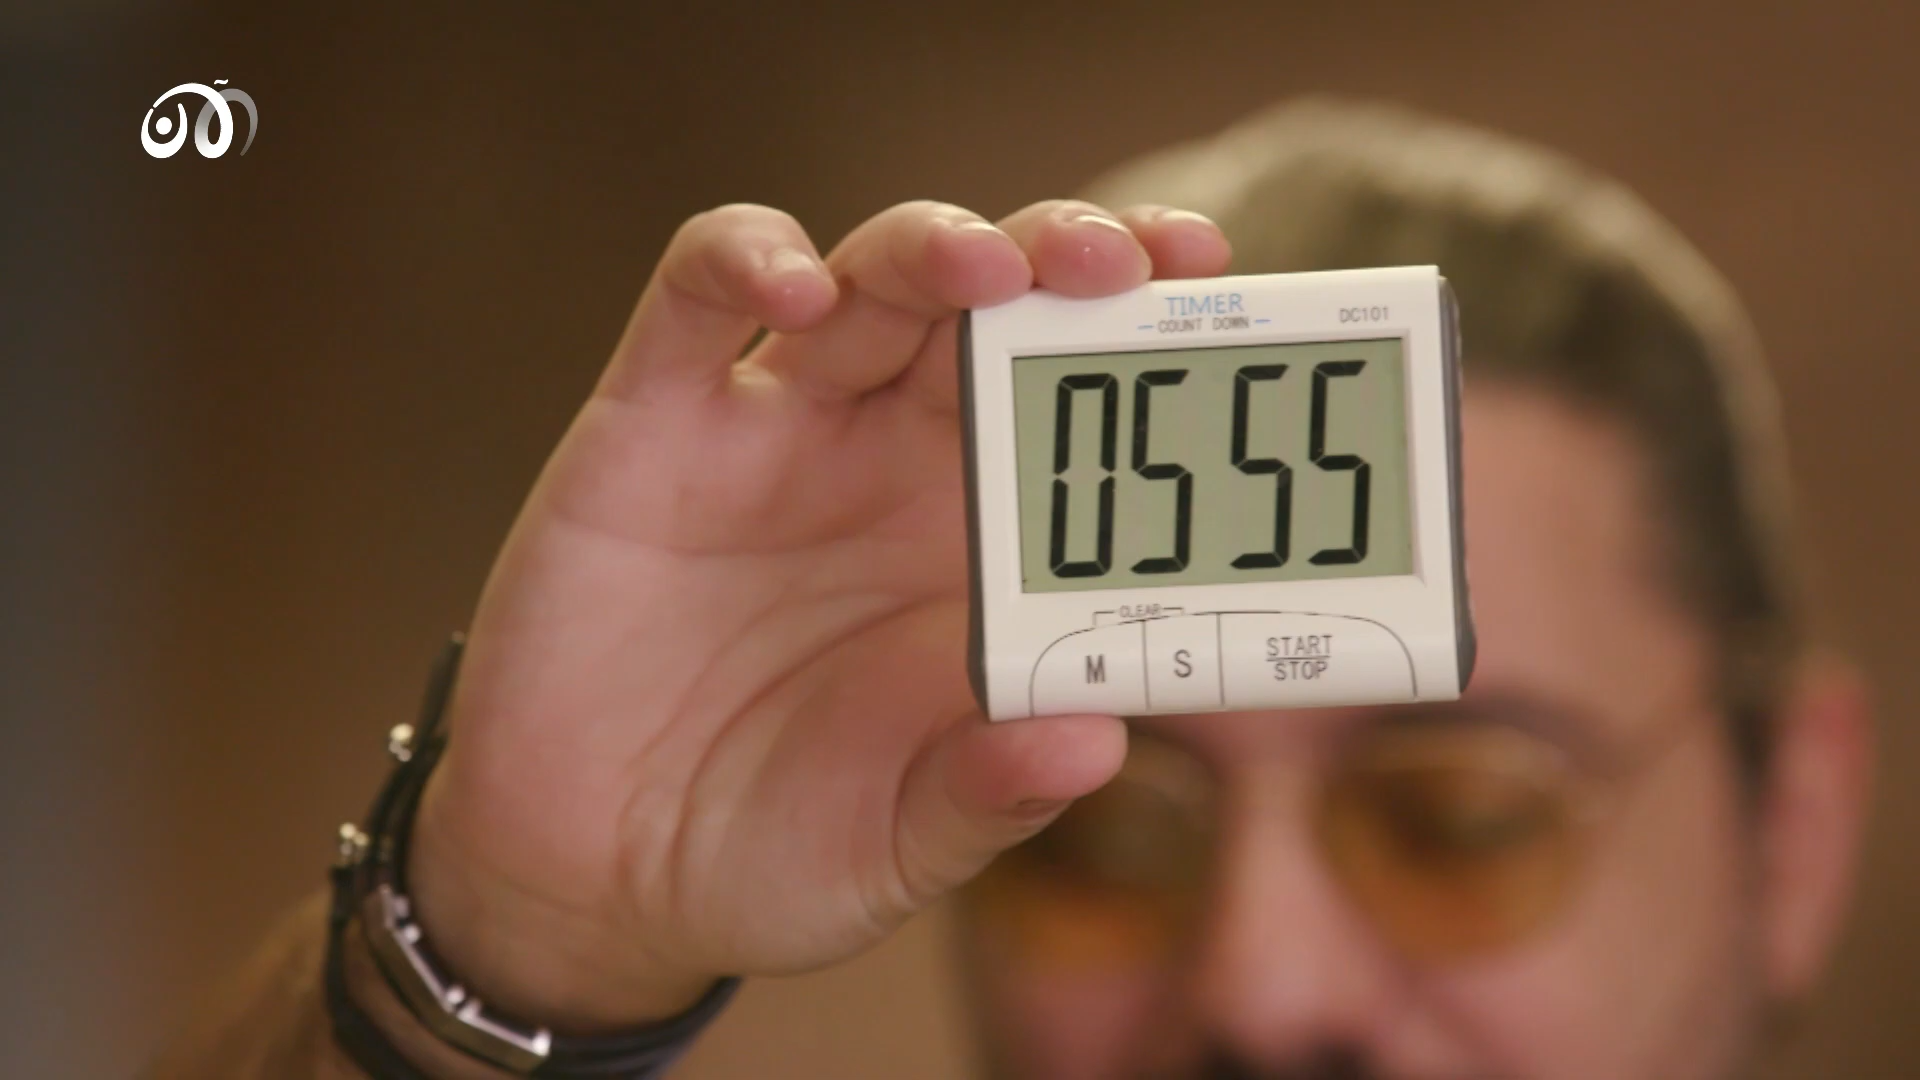 TIMER
COUNT DOWN
DC101
05 55
CLEAR
M S START
STOP